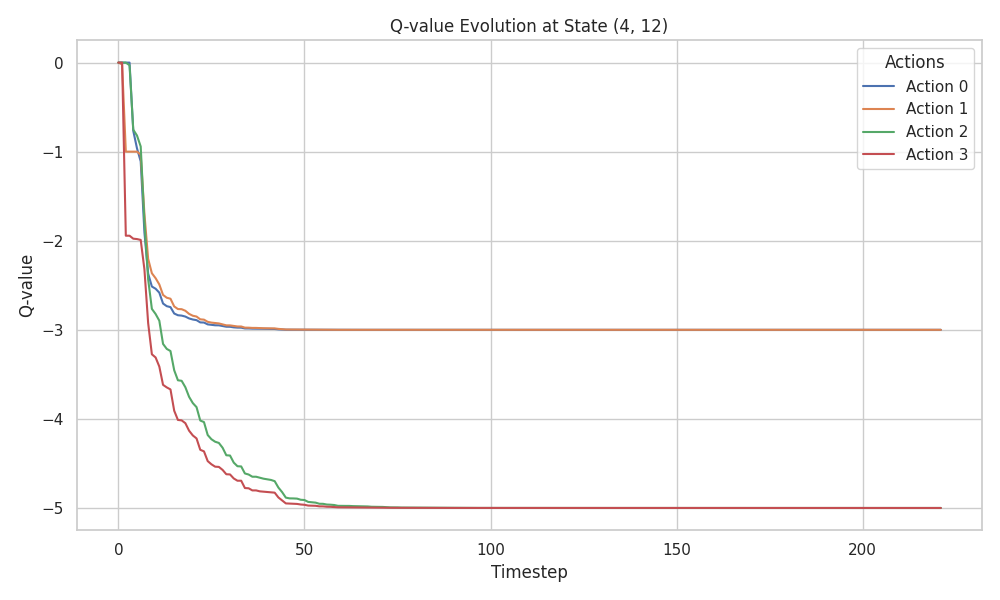 Q-value Evolution at State (4, 12)
Actions
Action 0
Action 1
Action 2
Action 3
Q-value
0
−1
−2
−3
−4
−5
0
50
100
150
200
Timestep